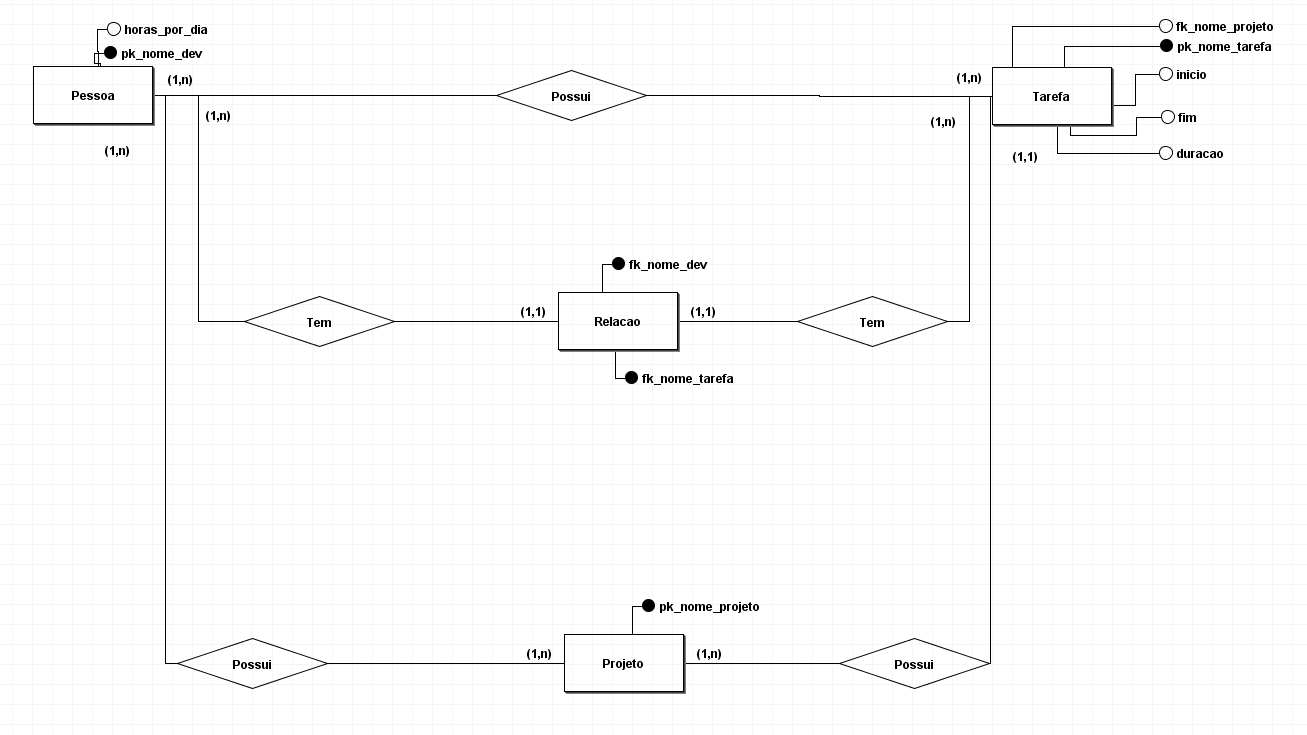 horas_por_dia
pk_nome_dev
Pessoa
(1,n)
(1,n)
(1,n)
Possui
(1,n)
(1,n)
Tarefa
fk_nome_projeto
pk_nome_tarefa
inicio
fim
duracao
(1,1)
fk_nome_dev
Tem
(1,1)
Relacao
(1,1)
Tem
fk_nome_tarefa
pk_nome_projeto
Possui
(1,n)
Projeto
(1,n)
Possui